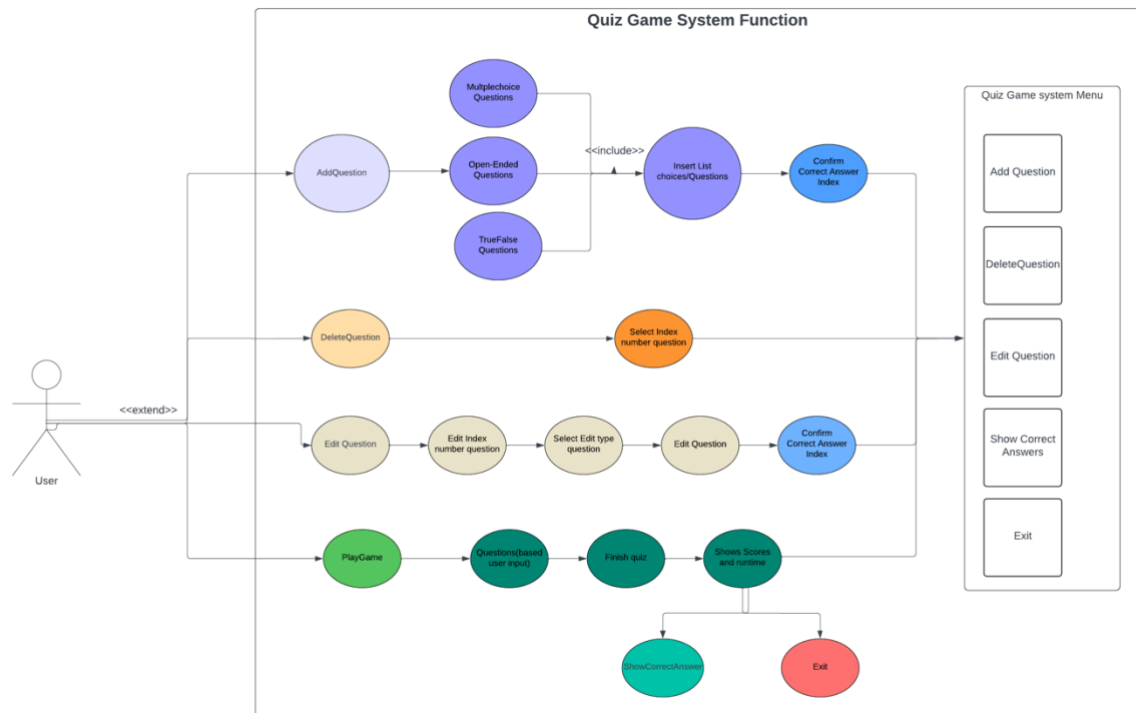 Quiz Game System Function
Multplechoice
Questions
Quiz Game system Menu
<<include>>
AddQuestion
Open-Ended
Questions
Insert List
choices/Questions
Confirm
Correct Answer
Index
Add Question
TrueFalse
Questions
DeleteQuestion
DeleteQuestion
Select Index
number question
Edit Question
<<extend>>
Edit Question
Edit Index
number question
Select Edit type
question
Edit Question
Confirm
Correct Answer
Index
Show Correct
Answers
User
Exit
PlayGame
Questions(based
user input)
Finish quiz
Shows Scores
and runtime
ShowCorrectAnswer
Exit